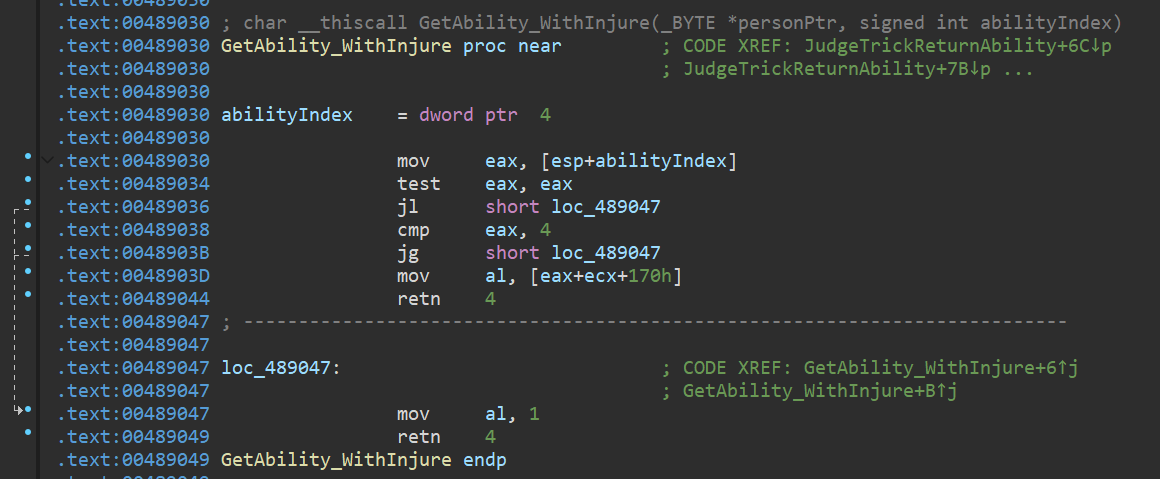 .text:00489030
.text:00489030 ; char __thiscall GetAbility_WithInjure(_BYTE *personPtr, signed int abilityIndex)
.text:00489030 GetAbility_WithInjure proc near ; CODE XREF: JudgeTrickReturnAbility+6C↓p
.text:00489030 ; JudgeTrickReturnAbility+7B↓p ...
.text:00489030
.text:00489030 abilityIndex = dword ptr 4
.text:00489030
.text:00489030 mov eax, [esp+abilityIndex]
.text:00489034 test eax, eax
.text:00489036 jl short loc_489047
.text:00489038 cmp eax, 4
.text:0048903B jg short loc_489047
.text:0048903D mov al, [eax+ecx+170h]
.text:00489044 retn 4
.text:00489047 ; ---------------------------------------------------------------------------
.text:00489047
.text:00489047 loc_489047: ; CODE XREF: GetAbility_WithInjure+6↑j
.text:00489047 ; GetAbility_WithInjure+B↑j
.text:00489047 mov al, 1
.text:00489049 retn 4
.text:00489049 GetAbility_WithInjure endp